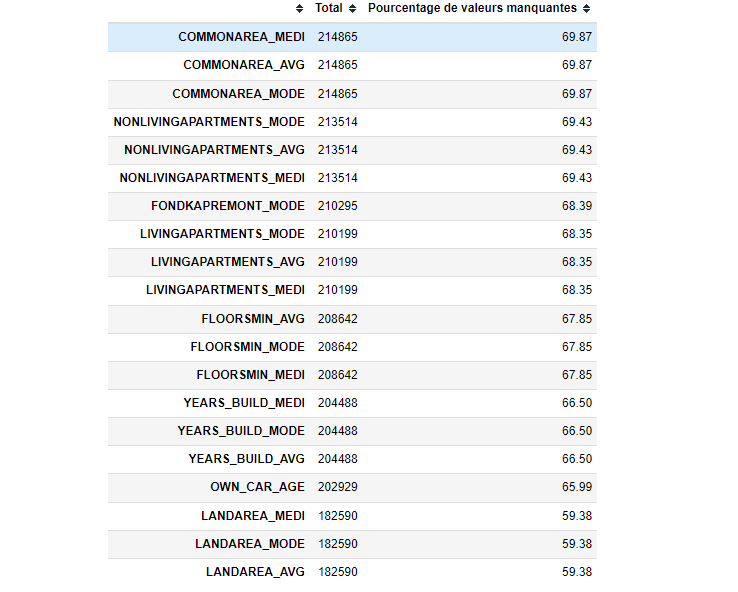 Total Pourcentage de valeurs manquantes
COMMONAREA_MEDI 214865 69.87
COMMONAREA_AVG 214865 69.87
COMMONAREA_MODE 214865 69.87
NONLIVINGAPARTMENTS_MODE 213514 69.43
NONLIVINGAPARTMENTS_AVG 213514 69.43
NONLIVINGAPARTMENTS_MEDI 213514 69.43
FONDKAPREMONT_MODE 210295 68.39
LIVINGAPARTMENTS_MODE 210199 68.35
LIVINGAPARTMENTS_AVG 210199 68.35
LIVINGAPARTMENTS_MEDI 210199 68.35
FLOORSMIN_AVG 208642 67.85
FLOORSMIN_MODE 208642 67.85
FLOORSMIN_MEDI 208642 67.85
YEARS_BUILD_MEDI 204488 66.50
YEARS_BUILD_MODE 204488 66.50
YEARS_BUILD_AVG 204488 66.50
OWN_CAR_AGE 202929 65.99
LANDAREA_MEDI 182590 59.38
LANDAREA_MODE 182590 59.38
LANDAREA_AVG 182590 59.38